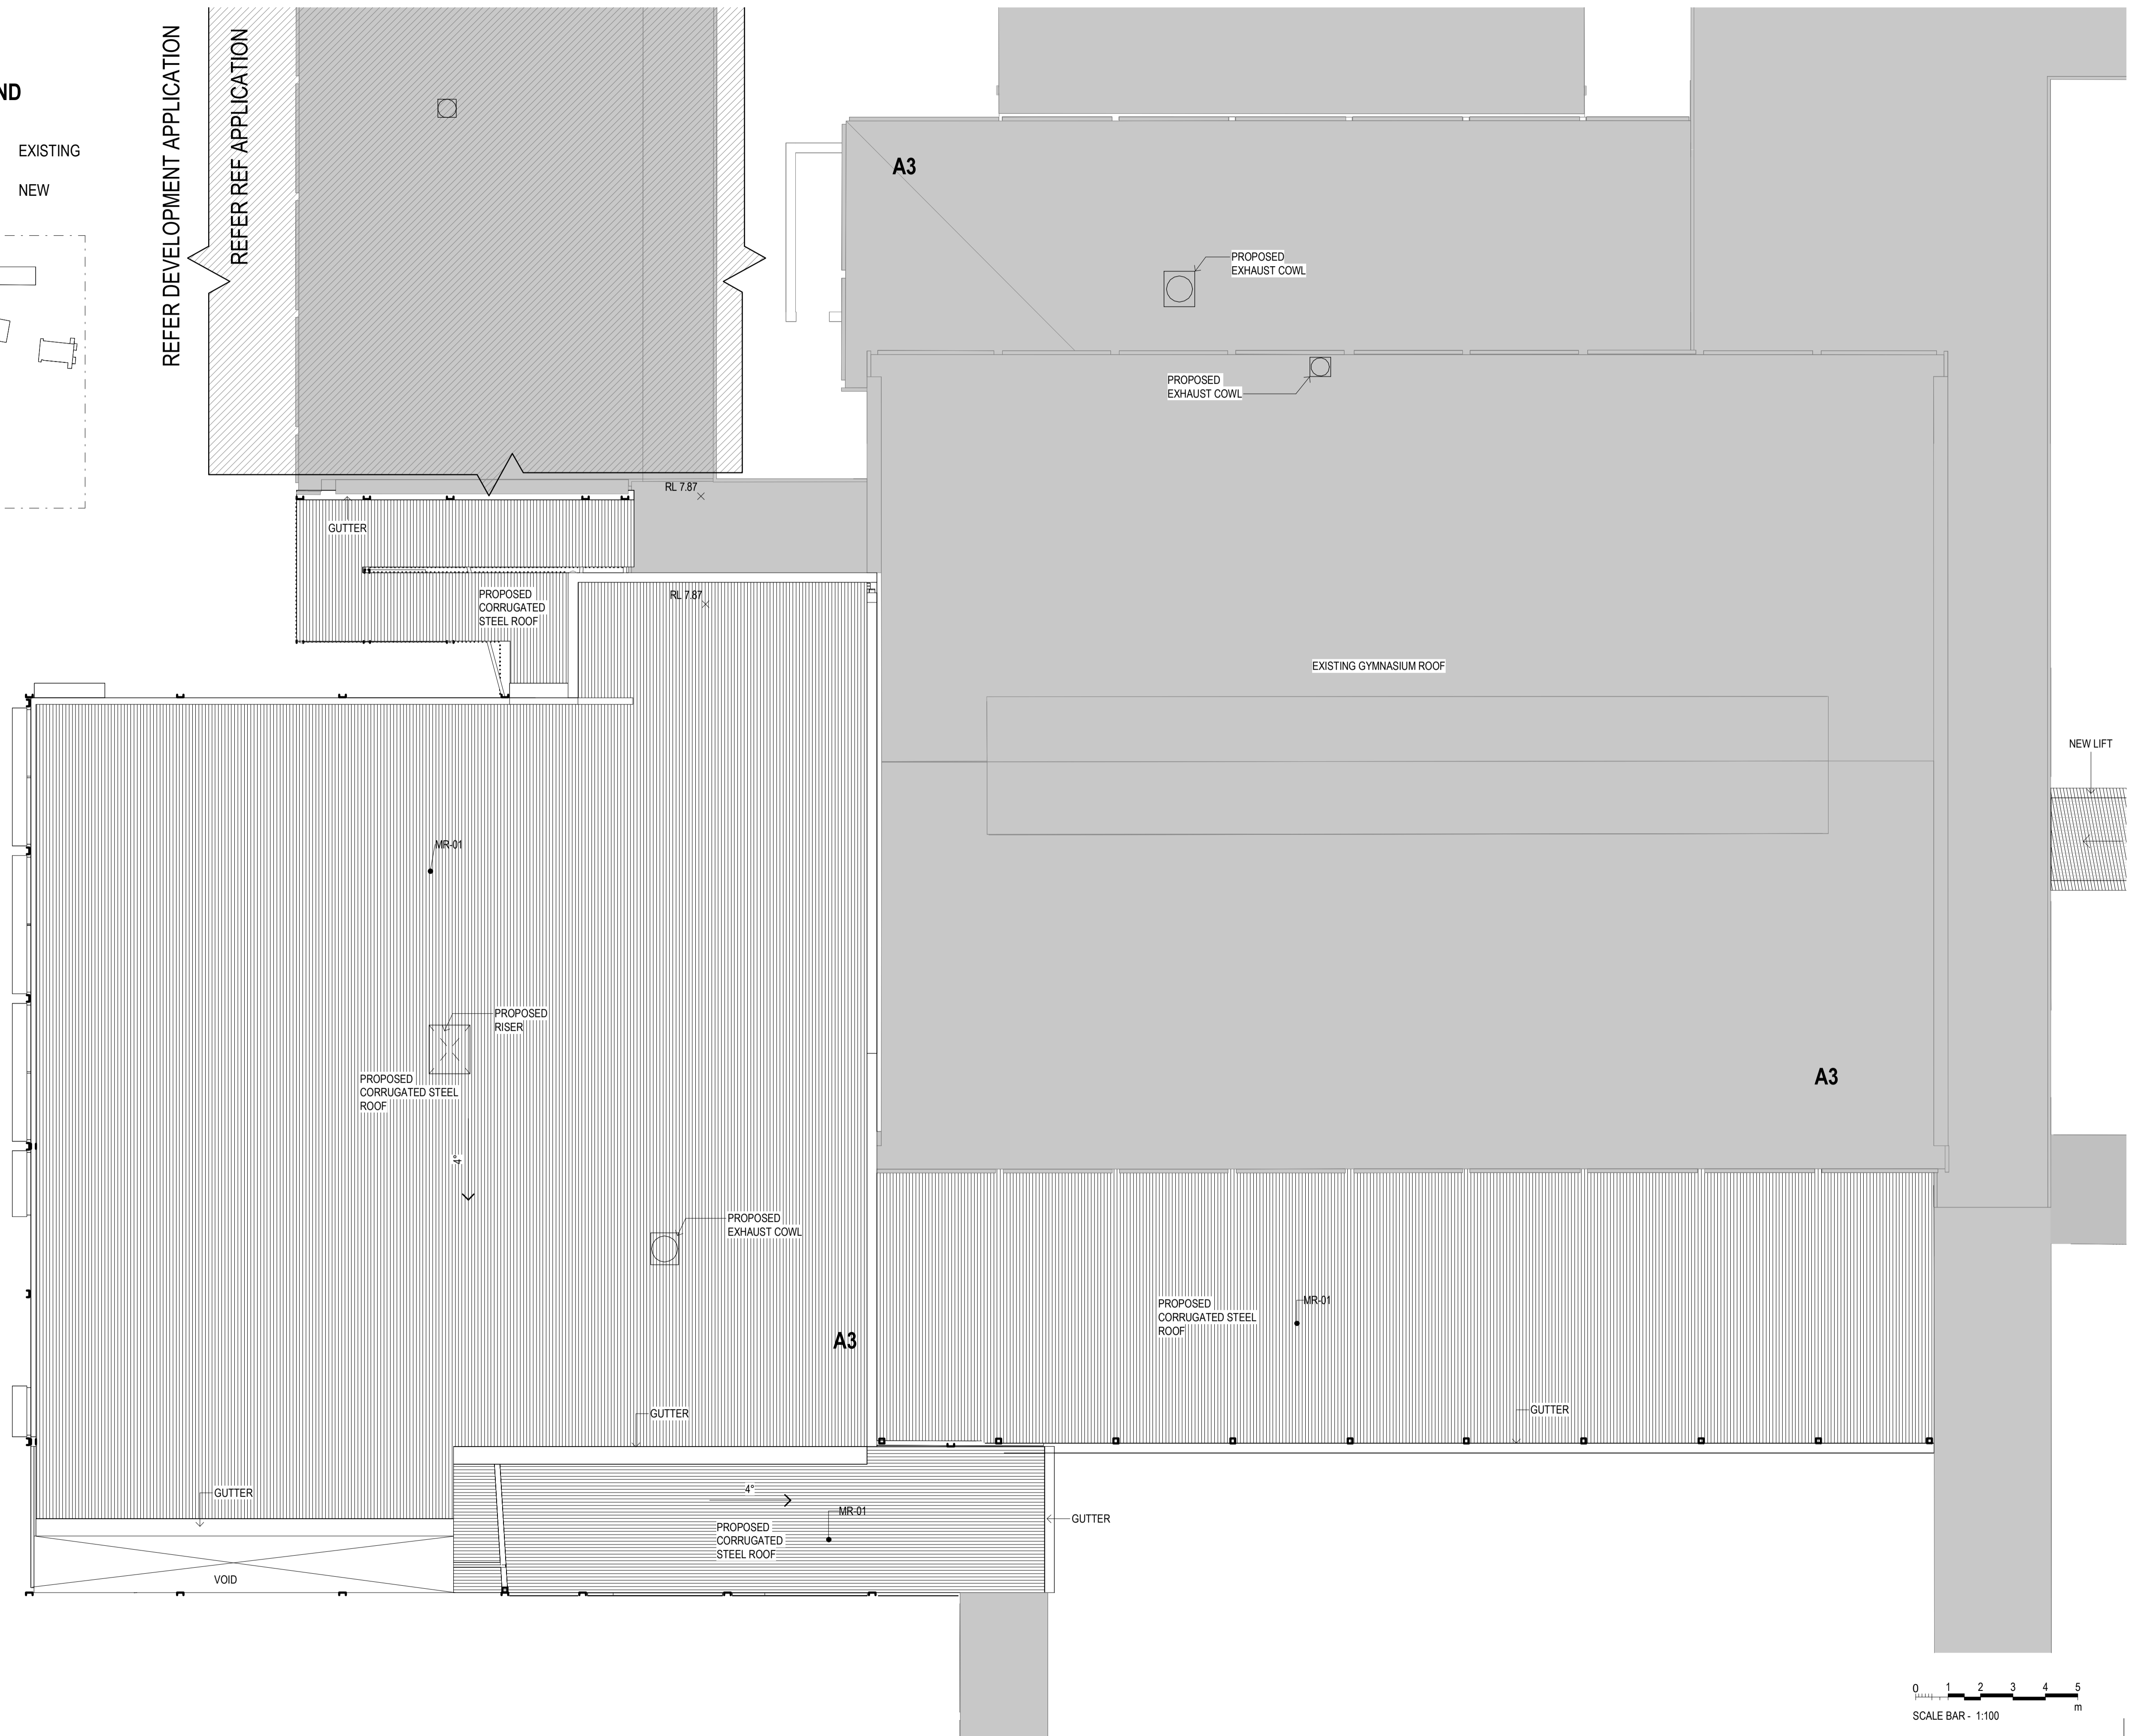 ND
EXISTING
NEW
REFER DEVELOPMENT APPLICATION
REFER REF APPLICATION
A3
PROPOSED
EXHAUST COWL
PROPOSED
EXHAUST COWL
RL 7.87
GUTTER
PROPOSED
CORRUGATED
STEEL ROOF
RL 7.87
EXISTING GYMNASIUM ROOF
NEW LIFT
MR-01
PROPOSED
RISER
PROPOSED
CORRUGATED STEEL
ROOF
A3
4°
PROPOSED
EXHAUST COWL
PROPOSED
CORRUGATED STEEL
ROOF
MR-01
A3
GUTTER
GUTTER
GUTTER
4°
MR-01
PROPOSED
CORRUGATED
STEEL ROOF
GUTTER
VOID
0 1 2 3 4 5
m
SCALE BAR - 1:100